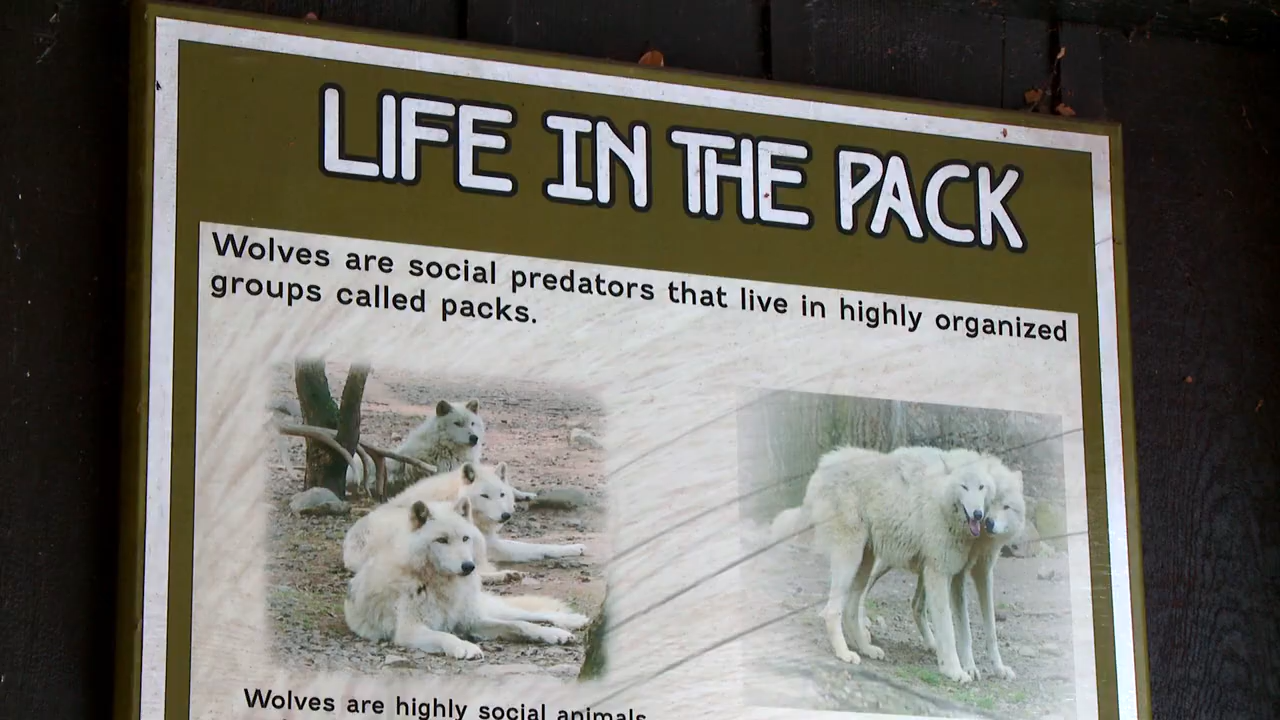 LIFE IN THE PACK
Wolves are social predators that live in highly organized
groups called packs.
Wolves are highly social animals